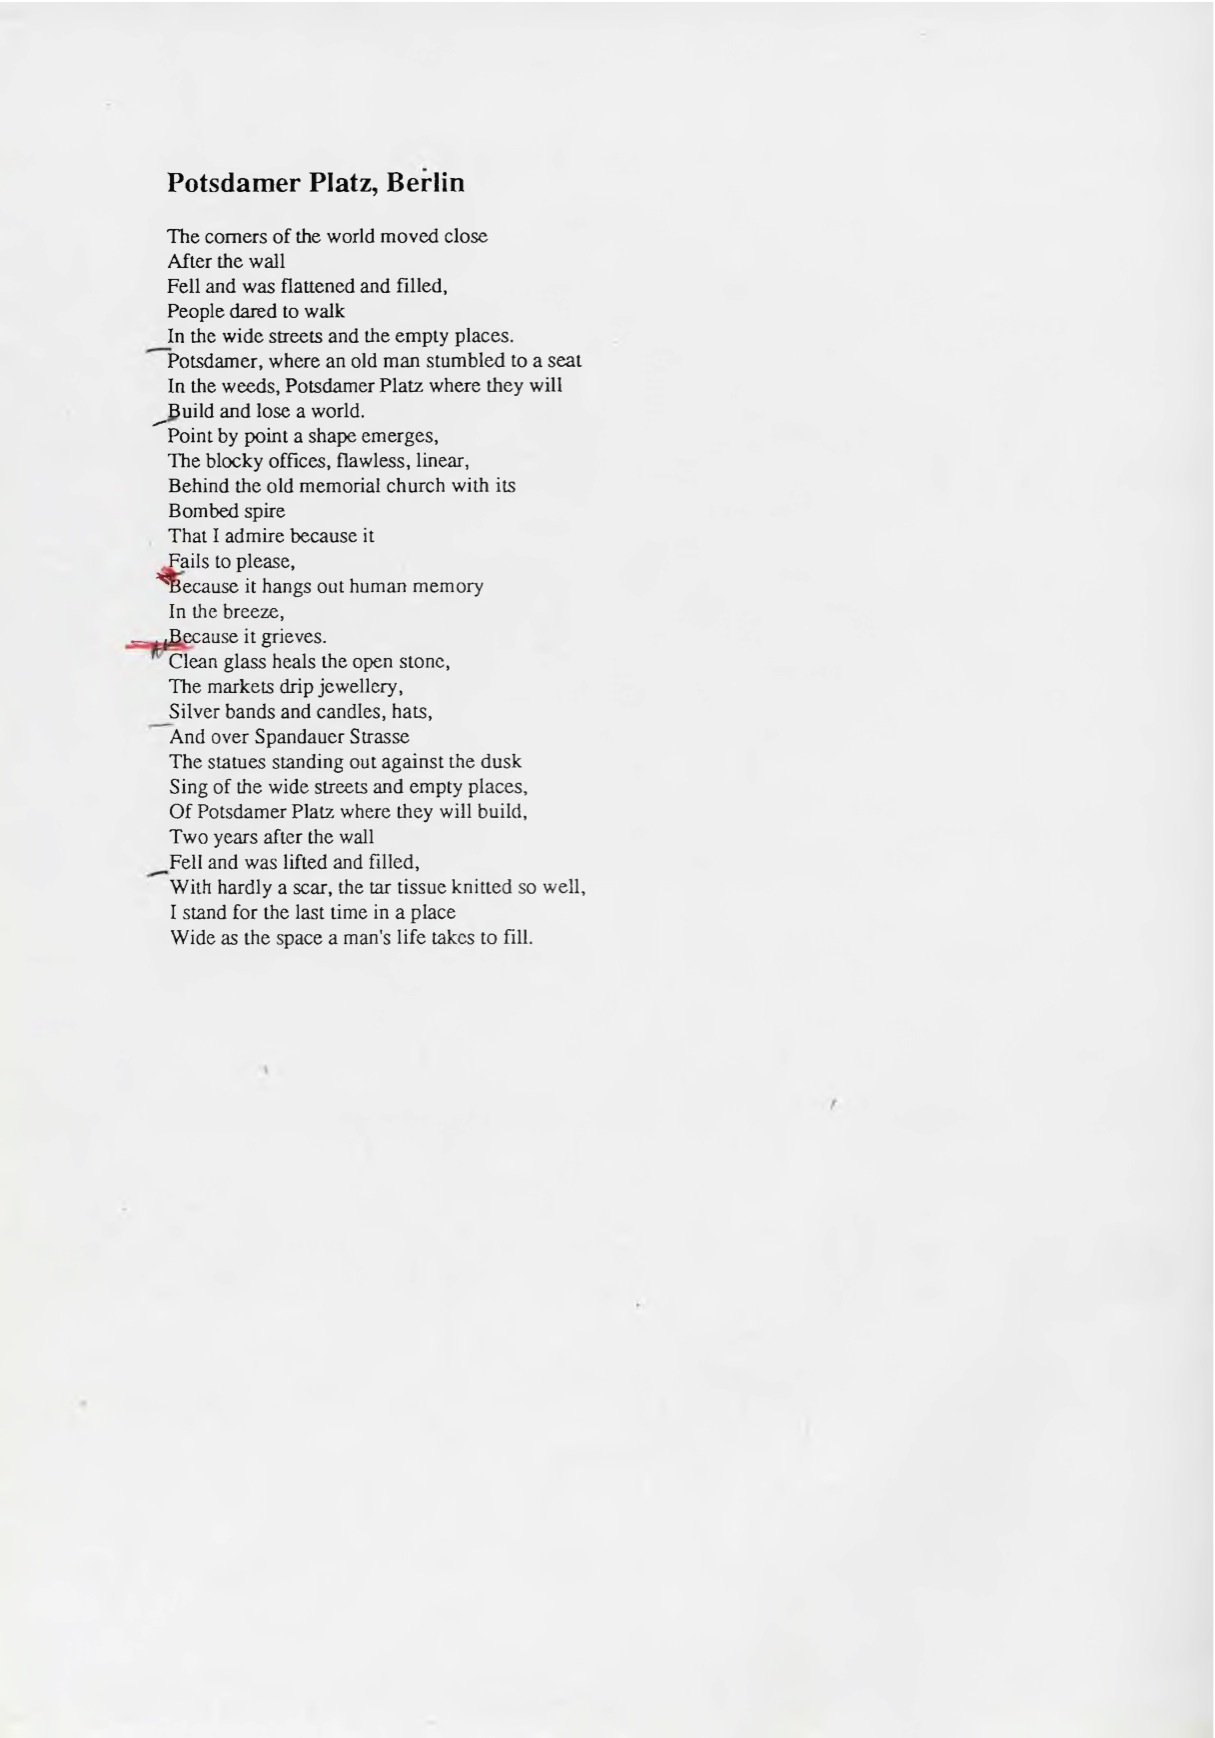 Potsdamer Platz, Berlin
The corners of the world moved close
After the wall
Fell and was flattened and filled,
People dared to walk
In the wide streets and the empty places.
Potsdamer, where an old man stumbled to a seat
In the weeds, Potsdamer Platz where they will
Build and lose a world.
Point by point a shape emerges,
The blocky offices, flawless, linear,
Behind the old memorial church with its
Bombed spire
That I admire because it
Fails to please,
Because it hangs out human memory
In the breeze,
Because it grieves.
Clean glass heals the open stone,
The markets drip jewellery,
Silver bands and candles, hats,
And over Spandauer Strasse
The statues standing out against the dusk
Sing of the wide streets and empty places,
Of Potsdamer Platz where they will build,
Two years after the wall
Fell and was lifted and filled,
With hardly a scar, the tar tissue knitted so well,
I stand for the last time in a place
Wide as the space a man's life takes to fill.